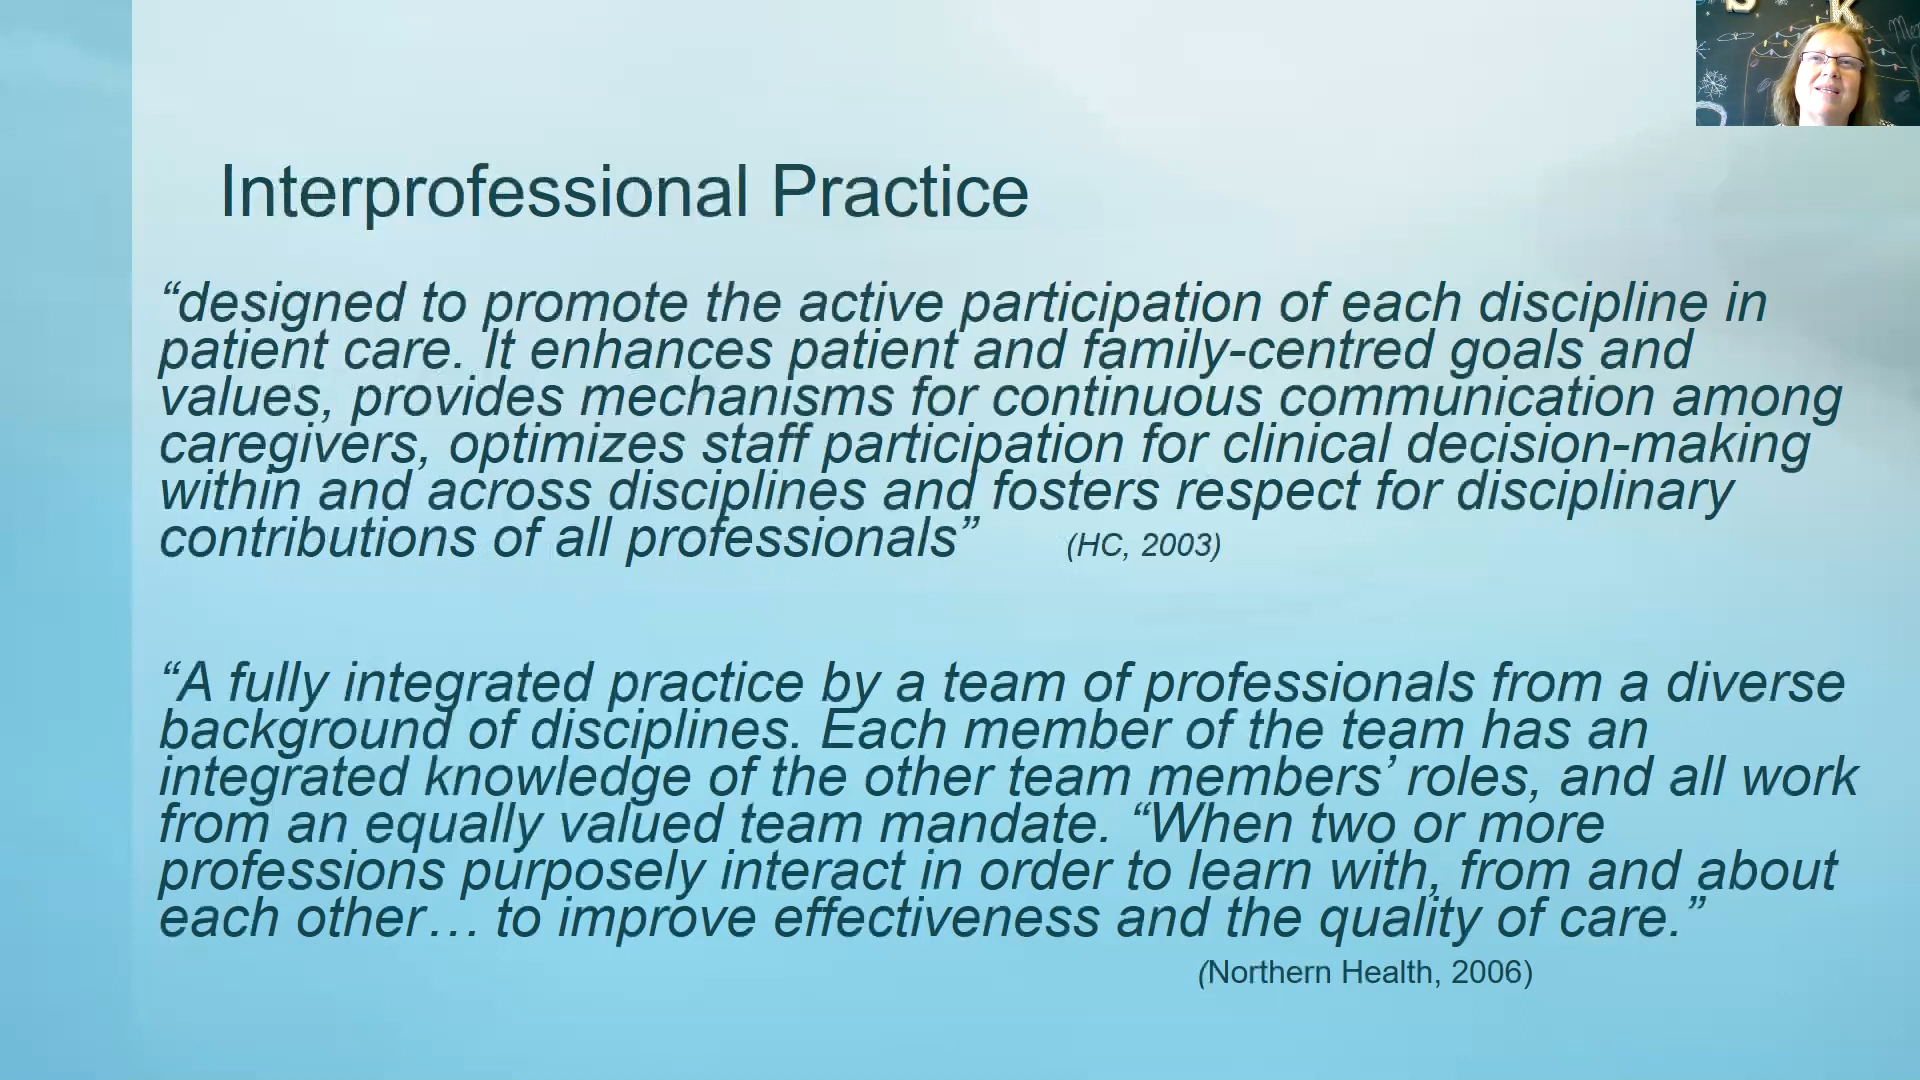 S K
Interprofessional Practice
“designed to promote the active participation of each discipline in
patient care. It enhances patient and family-centred goals and
values, provides mechanisms for continuous communication among
caregivers, optimizes staff participation for clinical decision-making
within and across disciplines and fosters respect for disciplinary
contributions of all professionals” (HC, 2003)
“A fully integrated practice by a team of professionals from a diverse
background of disciplines. Each member of the team has an
integrated knowledge of the other team members’ roles, and all work
from an equally valued team mandate. “When two or more
professions purposely interact in order to learn with, from and about
each other… to improve effectiveness and the quality of care.”
(Northern Health, 2006)